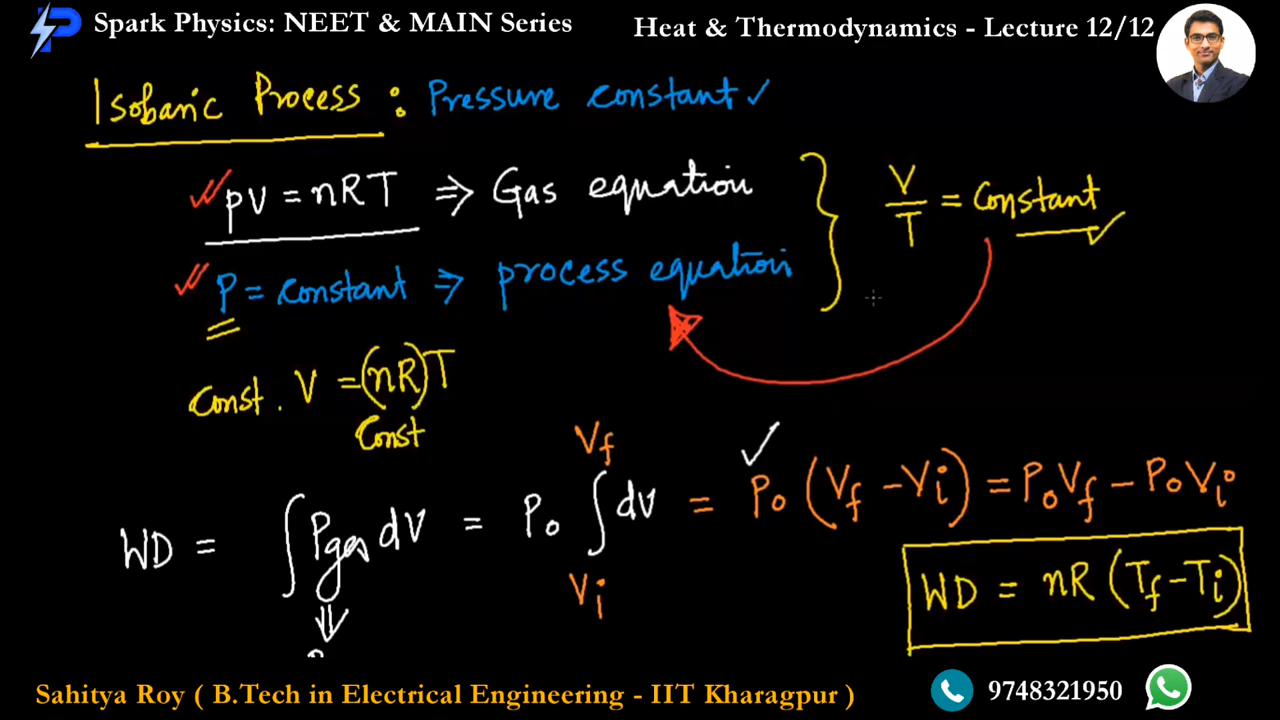 Spark Physics: NEET & MAIN Series
Heat & Thermodynamics - Lecture 12/12
Isobaric Process : Pressure constant ✓
PV = nRT ⇒ Gas equation
V/T = Constant
P = constant ⇒ process equation
Const. V = (nR)T
Const
WD = ∫ Pgas dV = P₀ ∫_{Vi}^{Vf} dV = P₀ (Vf - Vi) = P₀Vf - P₀Vi
WD = nR (Tf - Ti)
Sahitya Roy ( B.Tech in Electrical Engineering - IIT Kharagpur )
9748321950